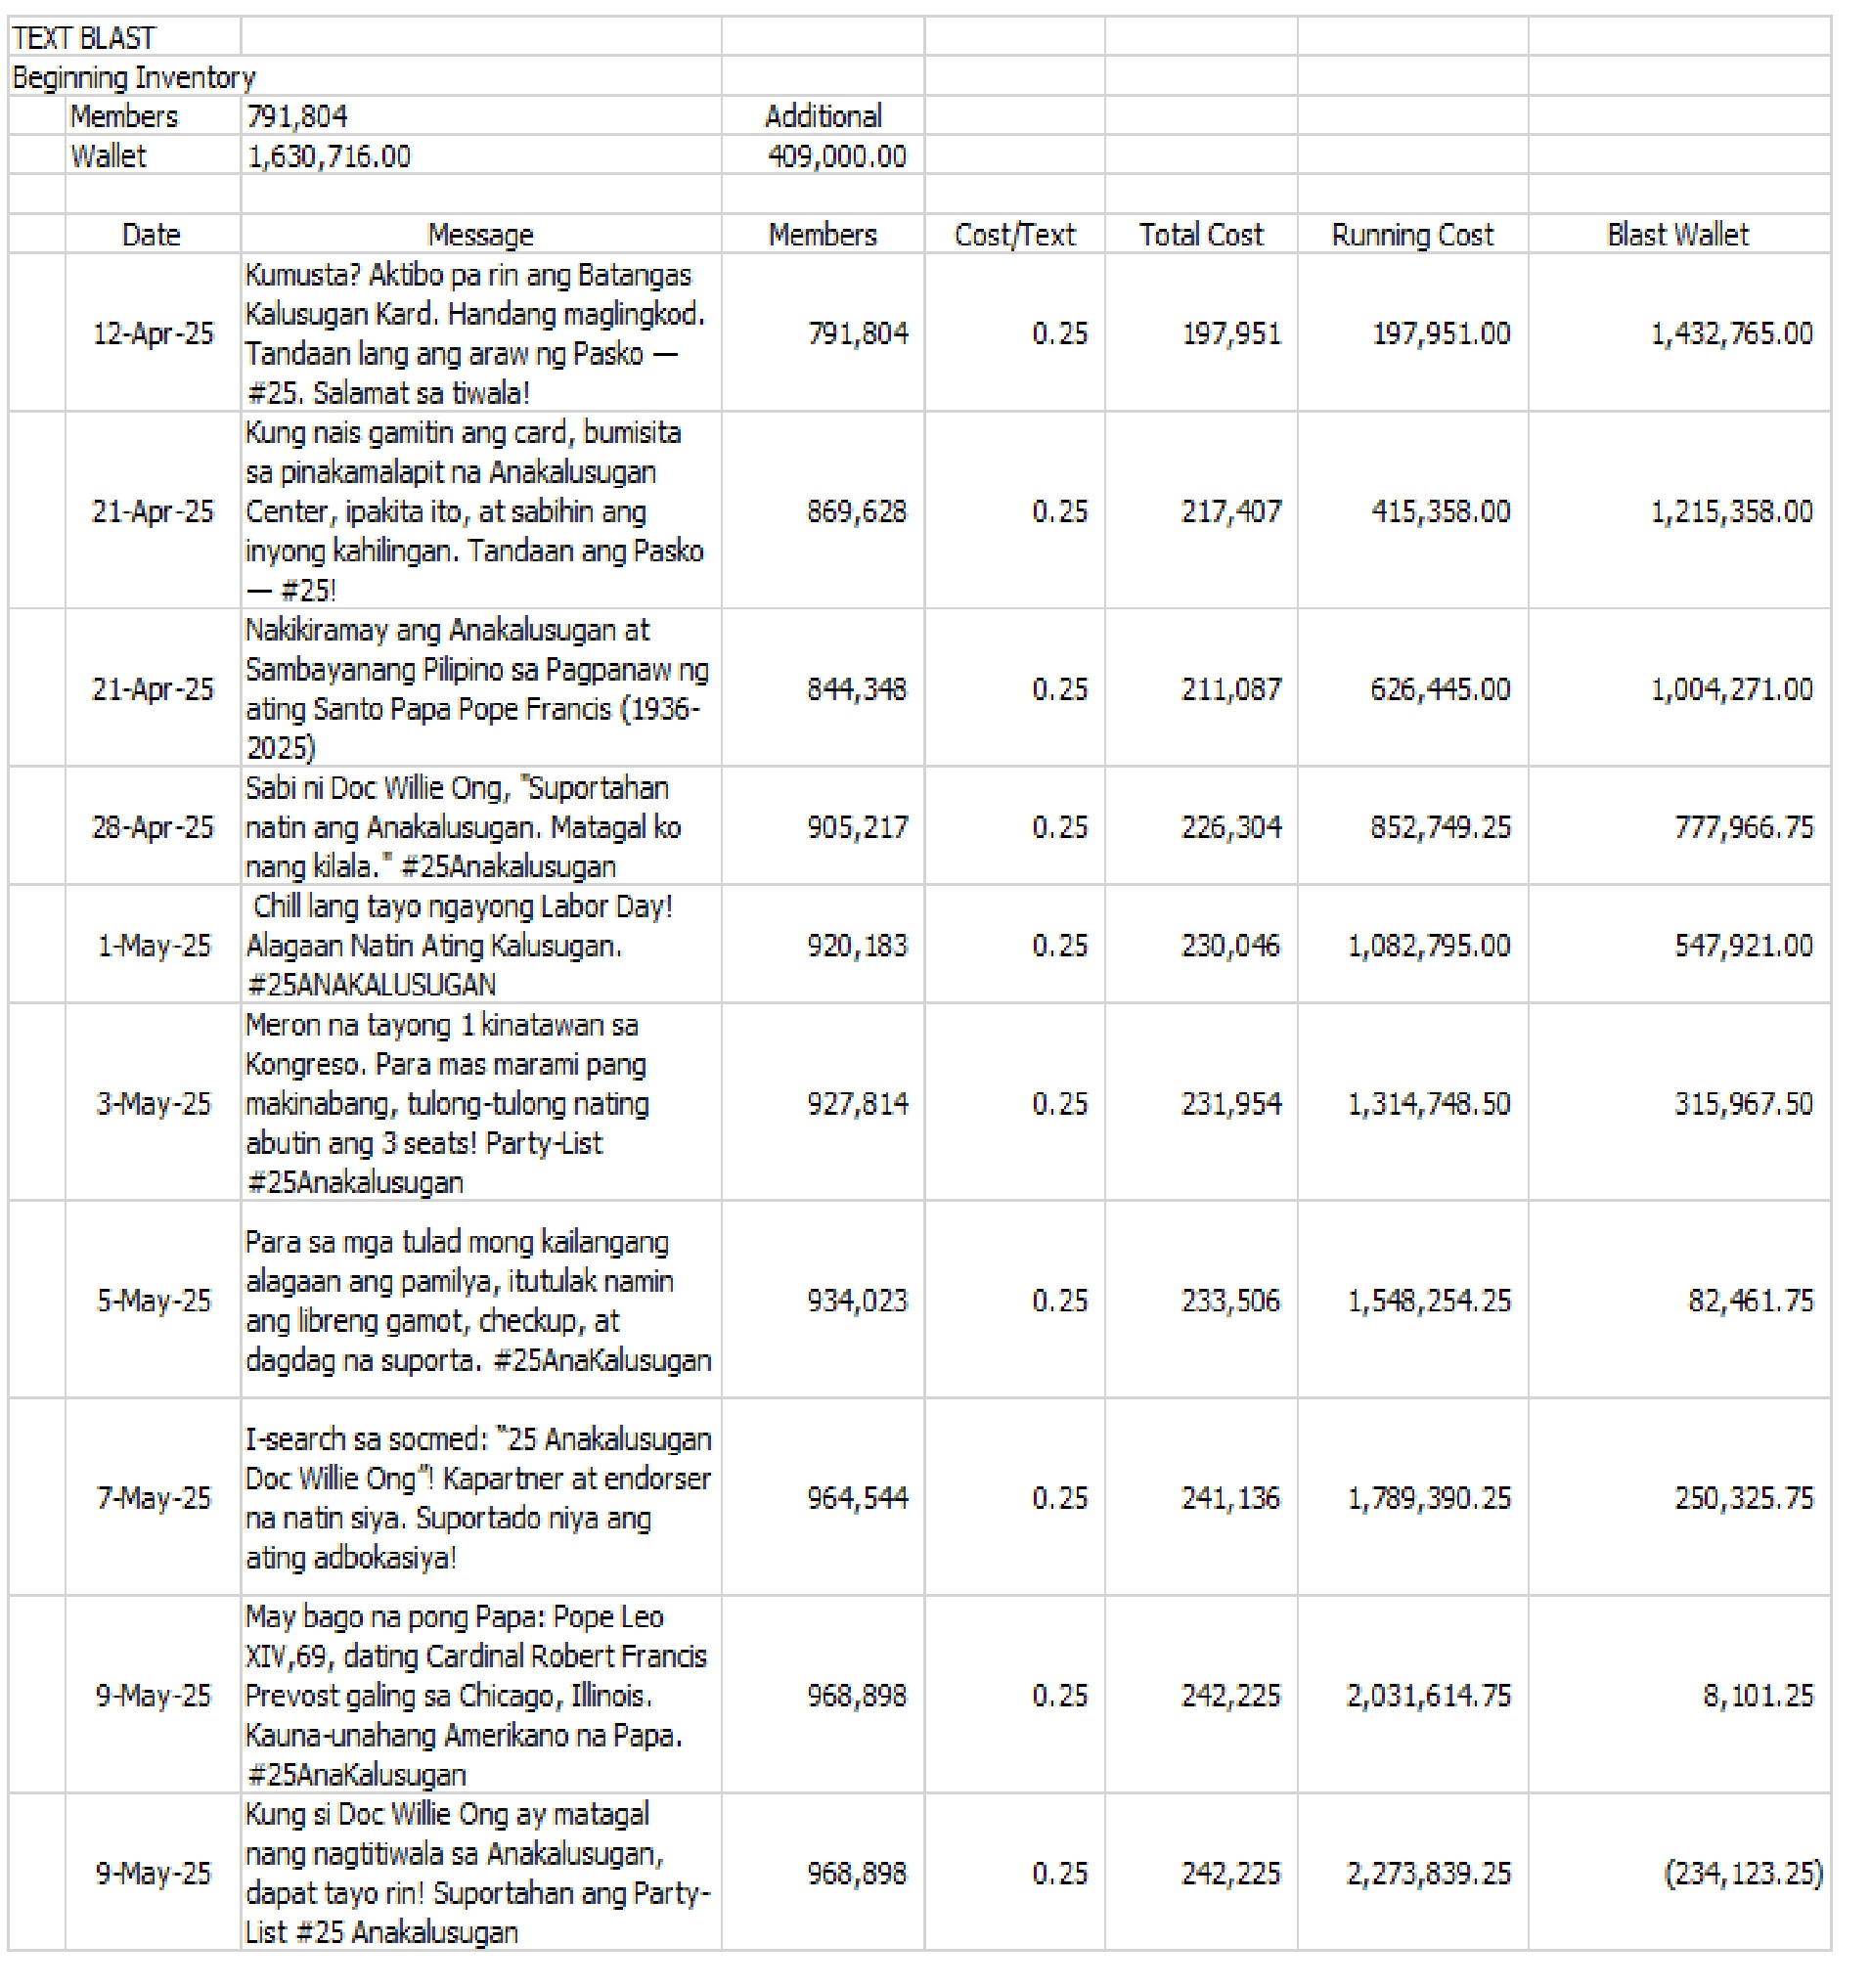 TEXT BLAST
Beginning Inventory
Members 791,804 Additional
Wallet 1,630,716.00 409,000.00
Date Message Members Cost/Text Total Cost Running Cost Blast Wallet
Kumusta? Aktibo pa rin ang Batangas
Kalusugan Kard. Handang maglingkod.
Tandaan lang ang araw ng Pasko —
#25. Salamat sa tiwala!
12-Apr-25 791,804 0.25 197,951 197,951.00 1,432,765.00
Kung nais gamitin ang card, bumisita
sa pinakamalapit na Anakalusugan
Center, ipakita ito, at sabihin ang
inyong kahilingan. Tandaan ang Pasko
— #25!
21-Apr-25 869,628 0.25 217,407 415,358.00 1,215,358.00
Nakikiramay ang Anakalusugan at
Sambayanang Pilipino sa Pagpanaw ng
ating Santo Papa Pope Francis (1936-
2025)
21-Apr-25 844,348 0.25 211,087 626,445.00 1,004,271.00
Sabi ni Doc Willie Ong, "Suportahan
natin ang Anakalusugan. Matagal ko
nang kilala." #25Anakalusugan
28-Apr-25 905,217 0.25 226,304 852,749.25 777,966.75
Chill lang tayo ngayong Labor Day!
Alagaan Natin Ating Kalusugan.
#25ANAKALUSUGAN
1-May-25 920,183 0.25 230,046 1,082,795.00 547,921.00
Meron na tayong 1 kinatawan sa
Kongreso. Para mas marami pang
makinabang, tulong-tulong nating
abutin ang 3 seats! Party-List
#25Anakalusugan
3-May-25 927,814 0.25 231,954 1,314,748.50 315,967.50
Para sa mga tulad mong kailangang
alagaan ang pamilya, itutulak namin
ang libreng gamot, checkup, at
dagdag na suporta. #25AnaKalusugan
5-May-25 934,023 0.25 233,506 1,548,254.25 82,461.75
I-search sa socmed: “25 Anakalusugan
Doc Willie Ong”! Kapartner at endorser
na natin siya. Suportado niya ang
ating adbokasiya!
7-May-25 964,544 0.25 241,136 1,789,390.25 250,325.75
May bago na pong Papa: Pope Leo
XIV,69, dating Cardinal Robert Francis
Prevost galing sa Chicago, Illinois.
Kauna-unahang Amerikano na Papa.
#25AnaKalusugan
9-May-25 968,898 0.25 242,225 2,031,614.75 8,101.25
Kung si Doc Willie Ong ay matagal
nang nagtitiwala sa Anakalusugan,
dapat tayo rin! Suportahan ang Party-
List #25 Anakalusugan
9-May-25 968,898 0.25 242,225 2,273,839.25 (234,123.25)